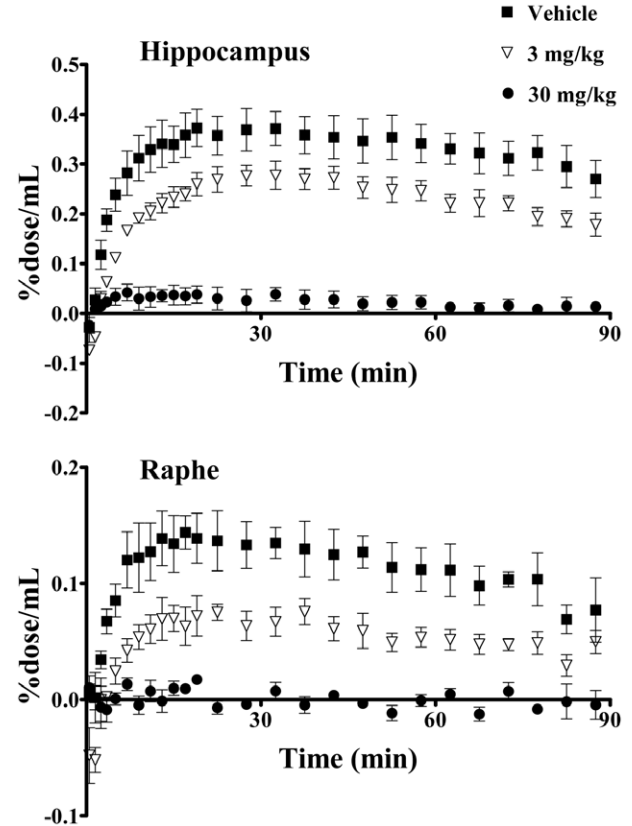 Vehicle
3 mg/kg
30 mg/kg
Hippocampus
0.5
0.4
0.3
0.2
0.1
0.0
-0.1
-0.2
%dose/mL
30
60
90
Time (min)
Raphe
0.2
0.1
0.0
-0.1
%dose/mL
30
60
90
Time (min)